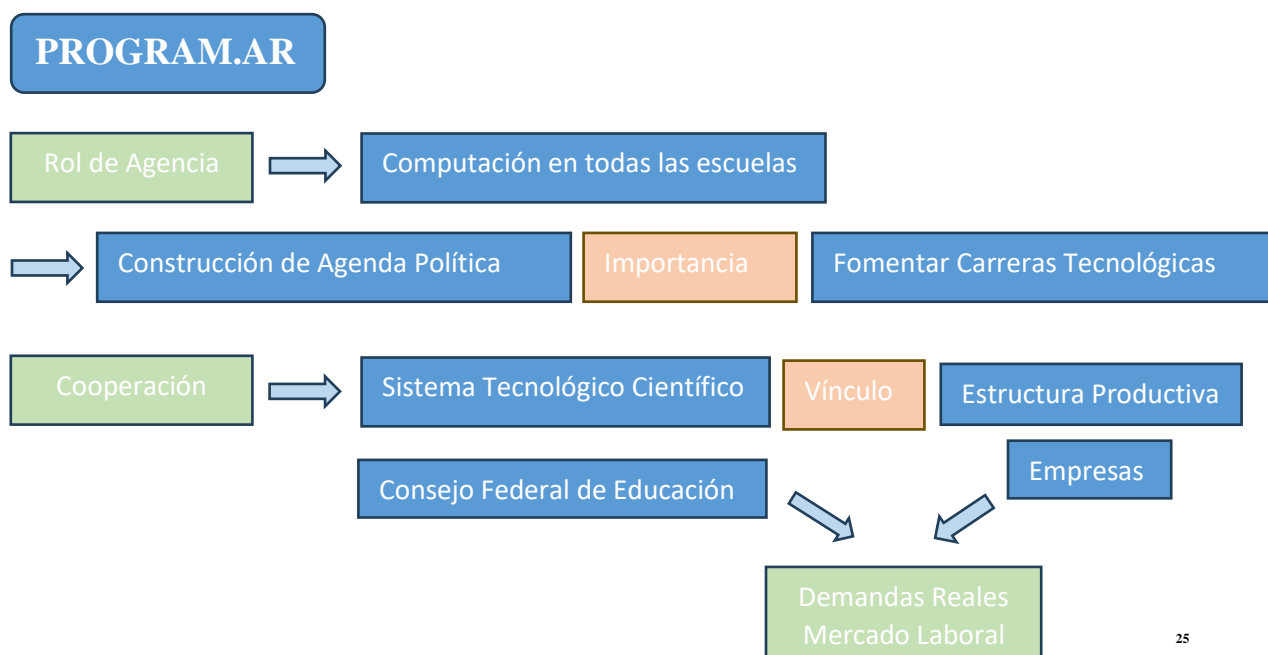 PROGRAM.AR
Rol de Agencia
Computación en todas las escuelas
Construcción de Agenda Política
Importancia
Fomentar Carreras Tecnológicas
Cooperación
Sistema Tecnológico Científico
Vínculo
Estructura Productiva
Consejo Federal de Educación
Empresas
Demandas Reales
Mercado Laboral
25